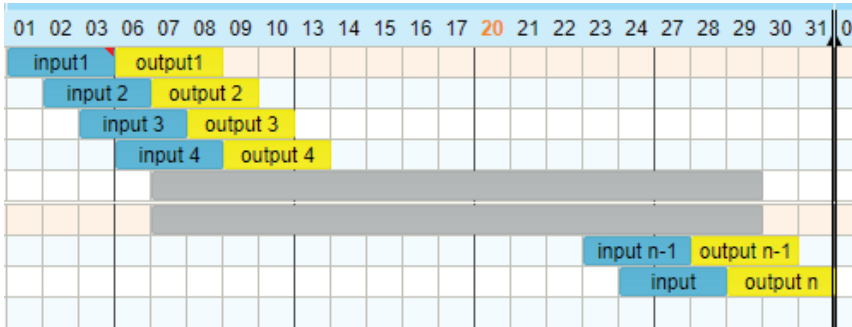 01 02 03 06 07 08 09 10 13 14 15 16 17 20 21 22 23 24 27 28 29 30 31 0
input1 output1
input 2 output 2
input 3 output 3
input 4 output 4
input n-1 output n-1
input output n